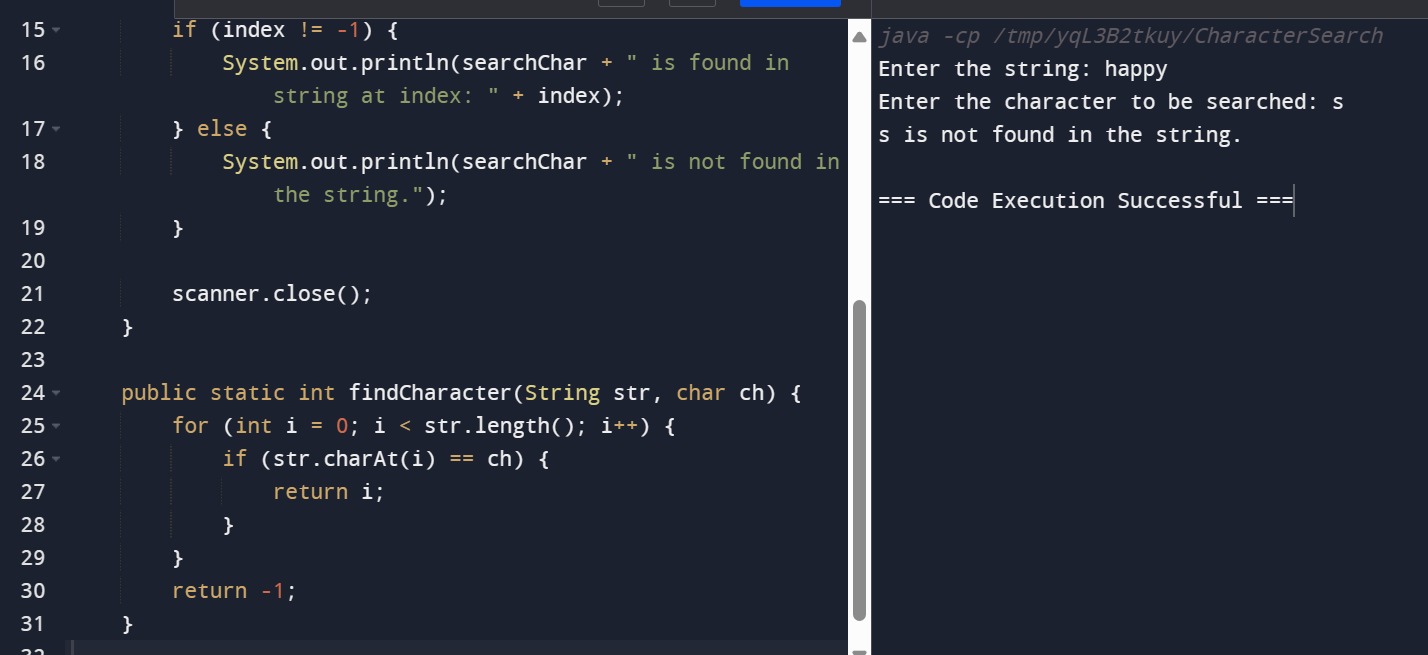 15 if (index != -1) {
16 System.out.println(searchChar + " is found in
string at index: " + index);
17 } else {
18 System.out.println(searchChar + " is not found in
the string.");
19 }
20
21 scanner.close();
22 }
23
24 public static int findCharacter(String str, char ch) {
25 for (int i = 0; i < str.length(); i++) {
26 if (str.charAt(i) == ch) {
27 return i;
28 }
29 }
30 return -1;
31 }
32
java -cp /tmp/yqL3B2tkuy/CharacterSearch
Enter the string: happy
Enter the character to be searched: s
s is not found in the string.
=== Code Execution Successful ===